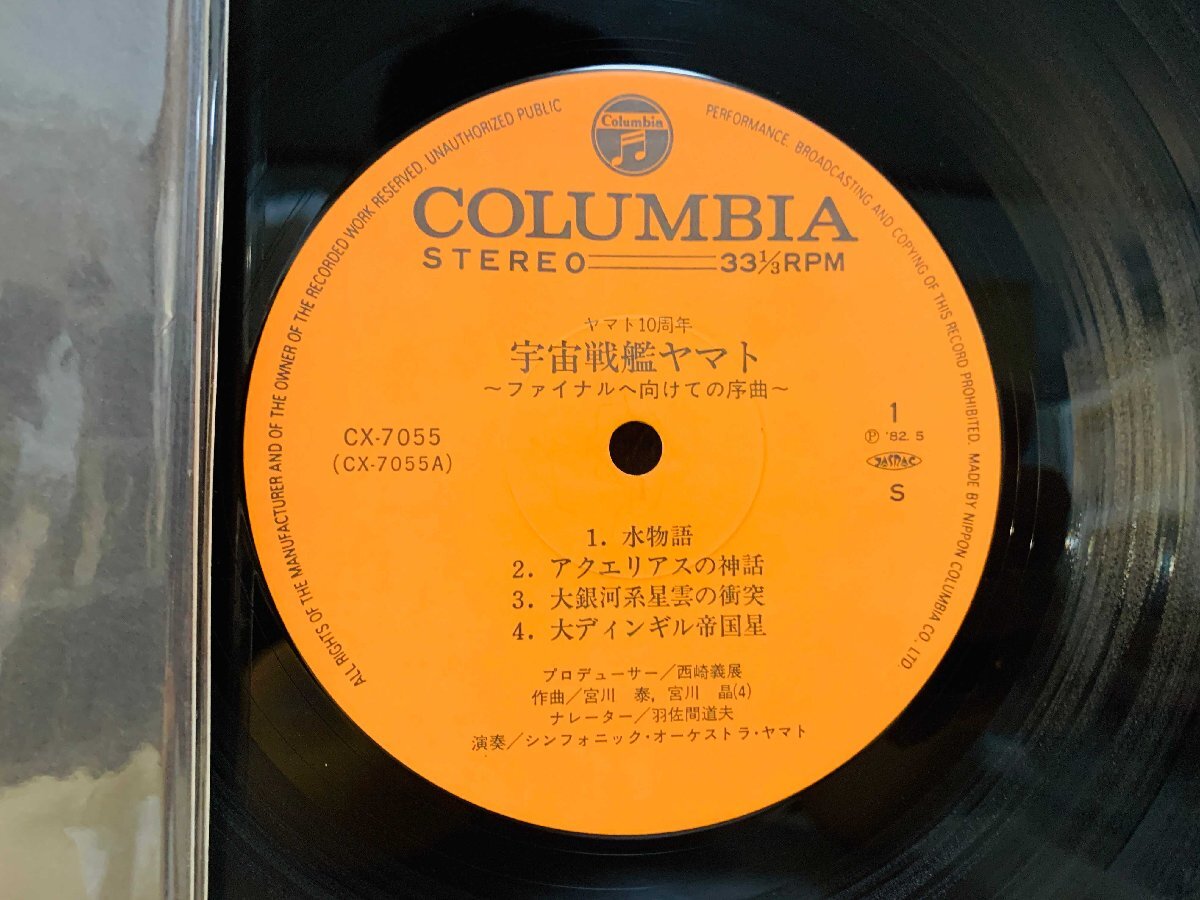 Columbia
COLUMBIA
STEREO 33 1/3 RPM
ヤマト10周年
宇宙戦艦ヤマト
～ファイナルへ向けての序曲～
CX-7055
(CX-7055A)
1
Ⓟ '82. 5
JASRAC
S
1. 水物語
2. アクエリアスの神話
3. 大銀河系星雲の衝突
4. 大ディンギル帝国星
プロデューサー／西崎義展
作曲／宮川 泰, 宮川 晶(4)
ナレーター／羽佐間道夫
演奏／シンフォニック・オーケストラ・ヤマト
ALL RIGHTS OF THE MANUFACTURER AND OF THE OWNER OF THE RECORDED WORK RESERVED. UNAUTHORIZED PUBLIC PERFORMANCE. BROADCASTING AND COPYING OF THIS RECORD PROHIBITED. MADE BY NIPPON COLUMBIA CO., LTD.